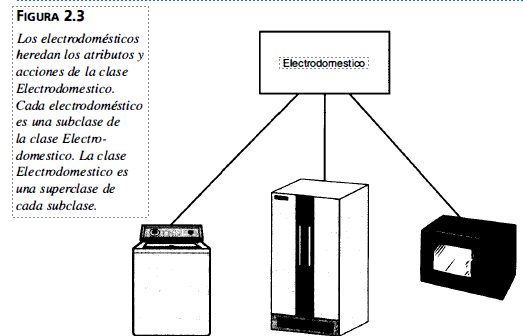 FIGURA 2.3
Los electrodomésticos
heredan los atributos y
acciones de la clase
Electrodomestico.
Cada electrodoméstico
es una subclase de
la clase Electro-
domestico. La clase
Electrodomestico es
una superclase de
cada subclase.
Electrodomestico